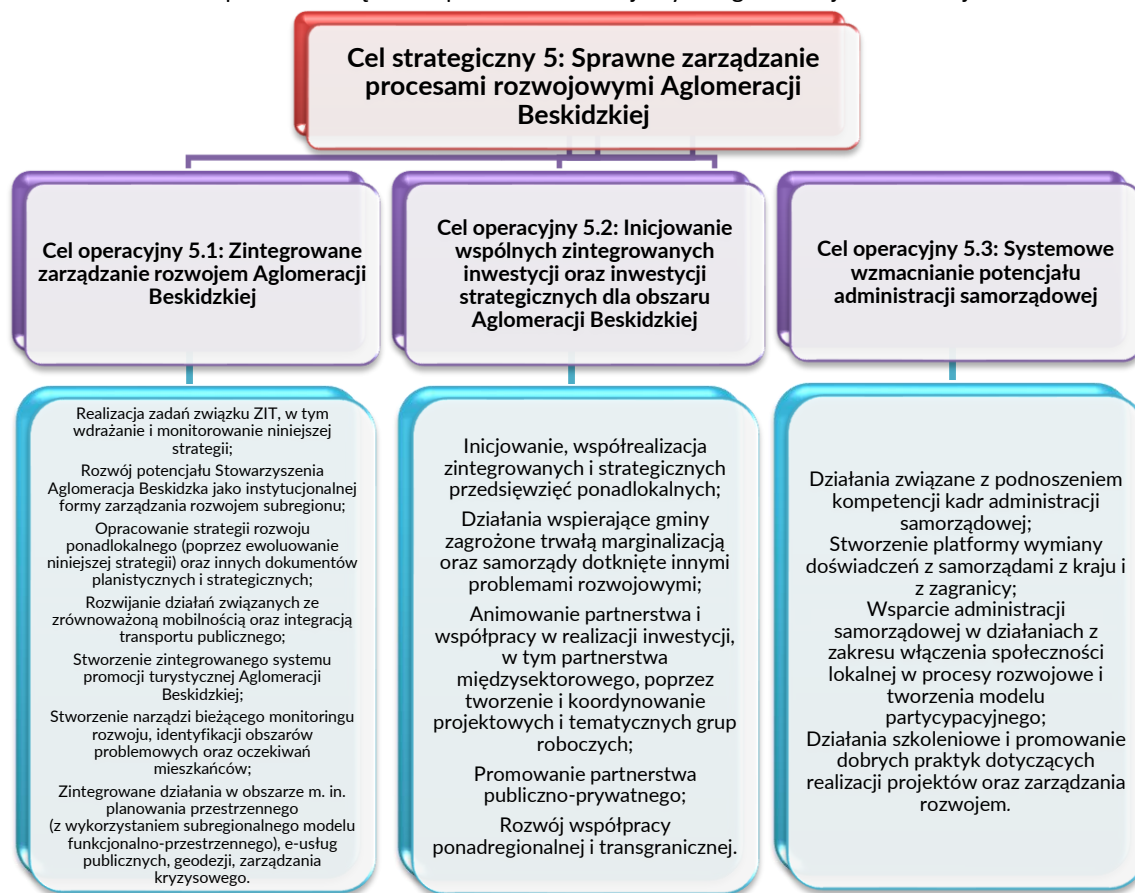 Cel strategiczny 5: Sprawne zarządzanie
procesami rozwojowymi Aglomeracji
Beskidzkiej
Cel operacyjny 5.1: Zintegrowane
zarządzanie rozwojem Aglomeracji
Beskidzkiej
Realizacja zadań związku ZIT, w tym
wdrażanie i monitorowanie niniejszej
strategii;
Rozwój potencjału Stowarzyszenia
Aglomeracja Beskidzka jako instytucjonalnej
formy zarządzania rozwojem subregionu;
Opracowanie strategii rozwoju
ponadlokalnego (poprzez ewoluowanie
niniejszej strategii) oraz innych dokumentów
planistycznych i strategicznych;
Rozwijanie działań związanych ze
zrównoważoną mobilnością oraz integracją
transportu publicznego;
Stworzenie zintegrowanego systemu
promocji turystycznej Aglomeracji
Beskidzkiej;
Stworzenie narządzi bieżącego monitoringu
rozwoju, identyfikacji obszarów
problemowych oraz oczekiwań
mieszkańców;
Zintegrowane działania w obszarze m. in.
planowania przestrzennego
(z wykorzystaniem subregionalnego modelu
funkcjonalno-przestrzennego), e-usług
publicznych, geodezji, zarządzania
kryzysowego.
Cel operacyjny 5.2: Inicjowanie
wspólnych zintegrowanych
inwestycji oraz inwestycji
strategicznych dla obszaru
Aglomeracji Beskidzkiej
Inicjowanie, współrealizacja
zintegrowanych i strategicznych
przedsięwzięć ponadlokalnych;
Działania wspierające gminy
zagrożone trwałą marginalizacją
oraz samorządy dotknięte innymi
problemami rozwojowymi;
Animowanie partnerstwa i
współpracy w realizacji inwestycji,
w tym partnerstwa
międzysektorowego, poprzez
tworzenie i koordynowanie
projektowych i tematycznych grup
roboczych;
Promowanie partnerstwa
publiczno-prywatnego;
Rozwój współpracy
ponadregionalnej i transgranicznej.
Cel operacyjny 5.3: Systemowe
wzmacnianie potencjału
administracji samorządowej
Działania związane z podnoszeniem
kompetencji kadr administracji
samorządowej;
Stworzenie platformy wymiany
doświadczeń z samorządami z kraju i
z zagranicy;
Wsparcie administracji
samorządowej w działaniach z
zakresu włączenia społeczności
lokalnej w procesy rozwojowe i
tworzenia modelu
partycypacyjnego;
Działania szkoleniowe i promowanie
dobrych praktyk dotyczących
realizacji projektów oraz zarządzania
rozwojem.